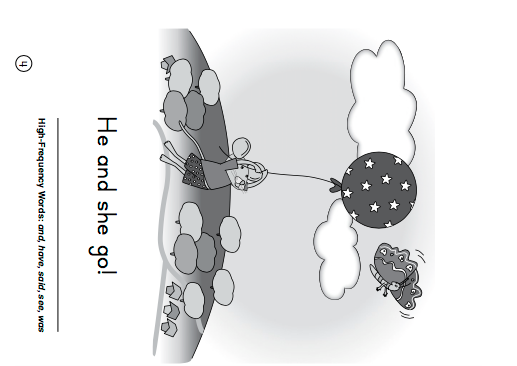 He and she go!
High-Frequency Words: and, have, said, see, was
4